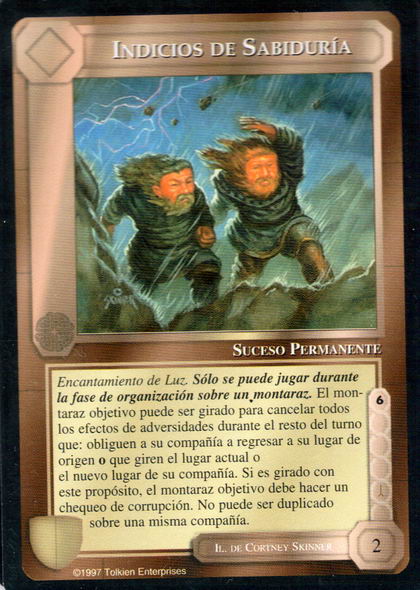 INDICIOS DE SABIDURÍA
SKINNER
SUCESO PERMANENTE
Encantamiento de Luz. Sólo se puede jugar durante
la fase de organización sobre un montaraz. El mon-
taraz objetivo puede ser girado para cancelar todos
los efectos de adversidades durante el resto del turno
que: obliguen a su compañía a regresar a su lugar de
origen o que giren el lugar actual o
el nuevo lugar de su compañía. Si es girado con
este propósito, el montaraz objetivo debe hacer un
chequeo de corrupción. No puede ser duplicado
sobre una misma compañía.
6
IL. DE CORTNEY SKINNER
2
©1997 Tolkien Enterprises